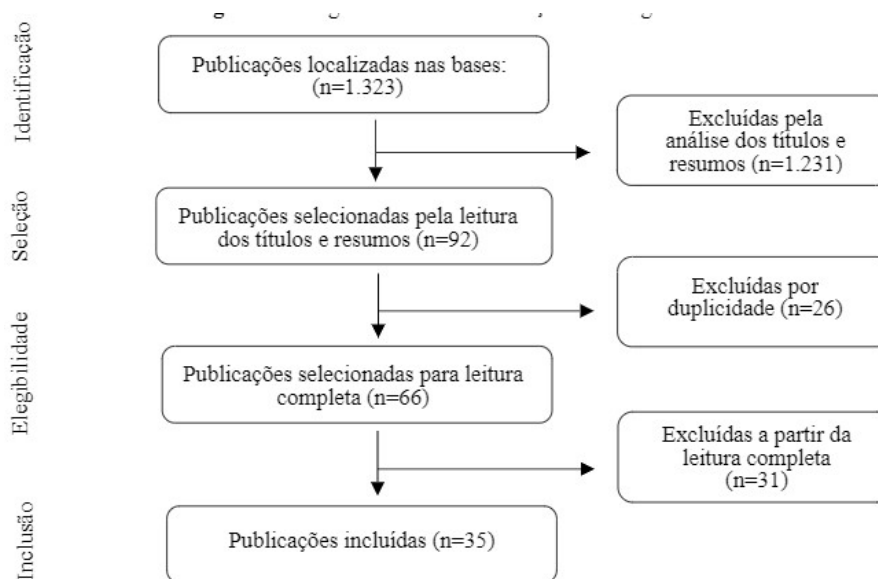 Identificação
Publicações localizadas nas bases:
(n=1.323)
Excluídas pela
análise dos títulos e
resumos (n=1.231)
Seleção
Publicações selecionadas pela leitura
dos títulos e resumos (n=92)
Excluídas por
duplicidade (n=26)
Elegibilidade
Publicações selecionadas para leitura
completa (n=66)
Excluídas a partir da
leitura completa
(n=31)
Inclusão
Publicações incluídas (n=35)